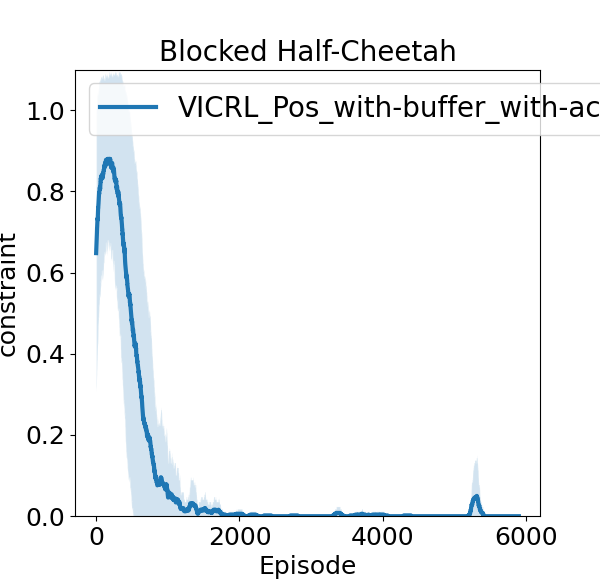 Blocked Half-Cheetah
VICRL_Pos_with-buffer_with-ac
1.0
0.8
0.6
0.4
0.2
0.0
constraint
0 2000 4000 6000
Episode